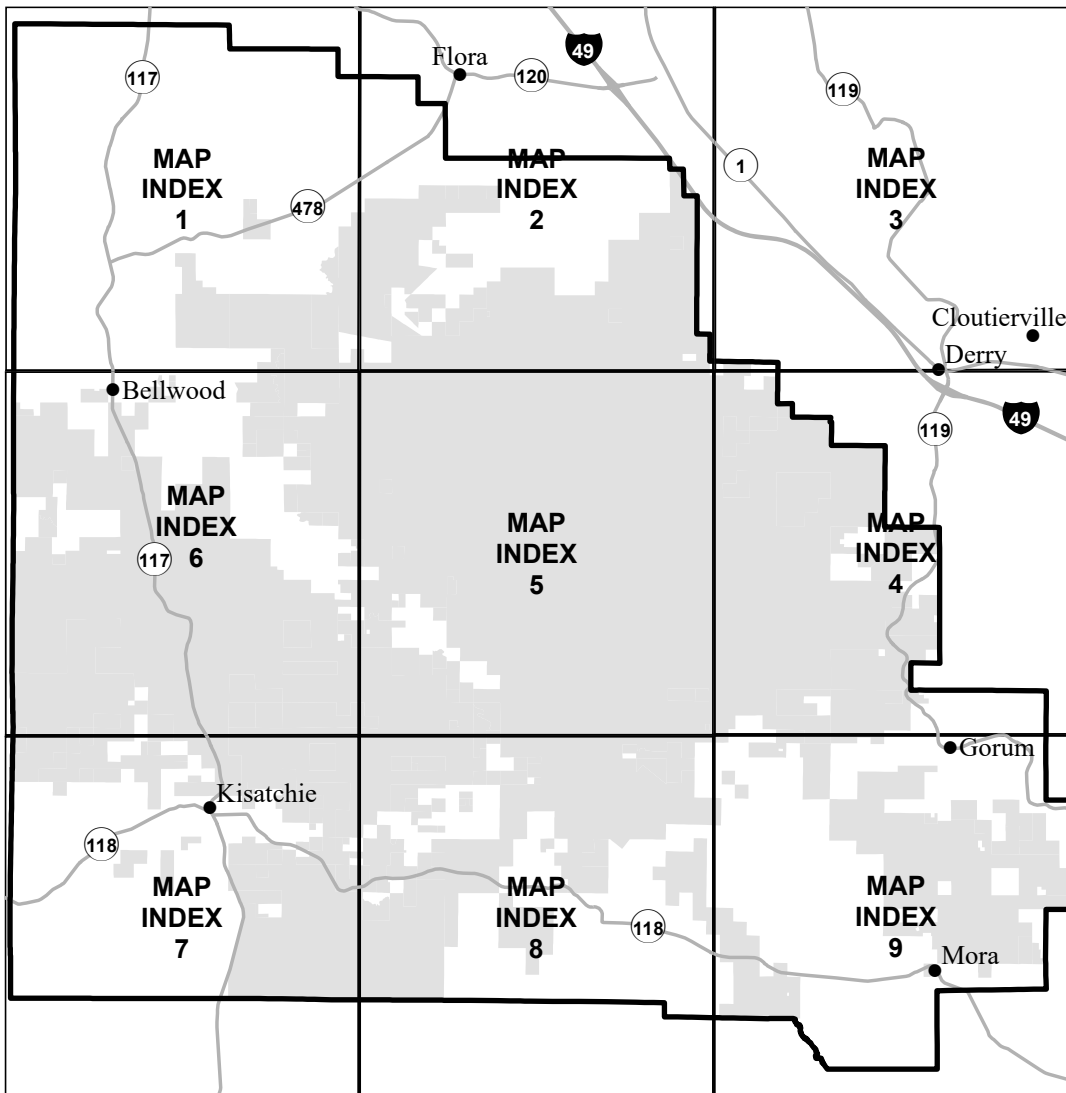 49
Flora
117
120
119
MAP
INDEX
1
MAP
INDEX
2
1
MAP
INDEX
3
478
Cloutierville
Derry
Bellwood
49
119
MAP
INDEX
6
117
MAP
INDEX
5
MAP
INDEX
4
Gorum
Kisatchie
118
MAP
INDEX
7
MAP
INDEX
8
118
MAP
INDEX
9
Mora